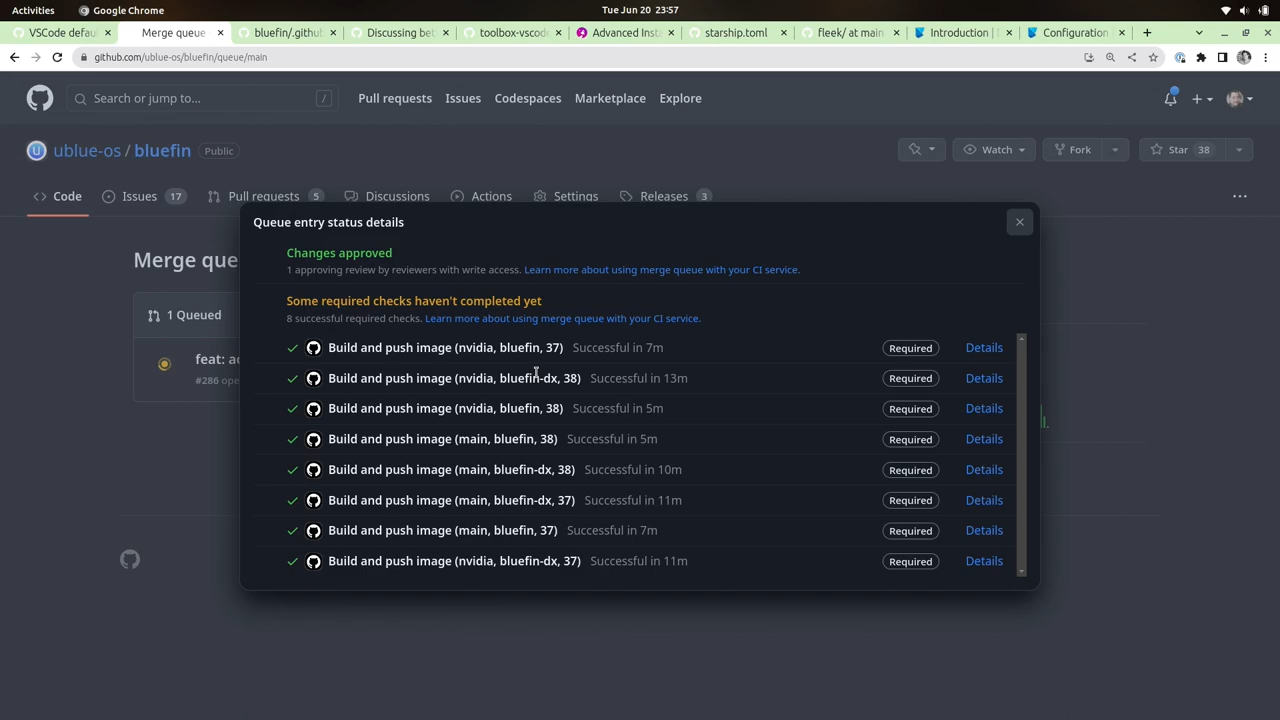 Activities
Google Chrome
Tue Jun 20 23:57
VSCode defau
Merge queue
bluefin/.github
Discussing bet
toolbox-vscode
Advanced Insta
starship.toml
fleek/ at main
Introduction |
Configuration
github.com/ublue-os/bluefin/queue/main
Search or jump to...
/
Pull requests
Issues
Codespaces
Marketplace
Explore
ublue-os / bluefin
Public
Watch
Fork
Star 38
Code
Issues 17
Pull requests 5
Discussions
Actions
Settings
Releases 3
Merge que
1 Queued
feat: ac
#286 ope
Queue entry status details
Changes approved
1 approving review by reviewers with write access. Learn more about using merge queue with your CI service.
Some required checks haven't completed yet
8 successful required checks. Learn more about using merge queue with your CI service.
Build and push image (nvidia, bluefin, 37) Successful in 7m Required Details
Build and push image (nvidia, bluefin-dx, 38) Successful in 13m Required Details
Build and push image (nvidia, bluefin, 38) Successful in 5m Required Details
Build and push image (main, bluefin, 38) Successful in 5m Required Details
Build and push image (main, bluefin-dx, 38) Successful in 10m Required Details
Build and push image (main, bluefin-dx, 37) Successful in 11m Required Details
Build and push image (main, bluefin, 37) Successful in 7m Required Details
Build and push image (nvidia, bluefin-dx, 37) Successful in 11m Required Details